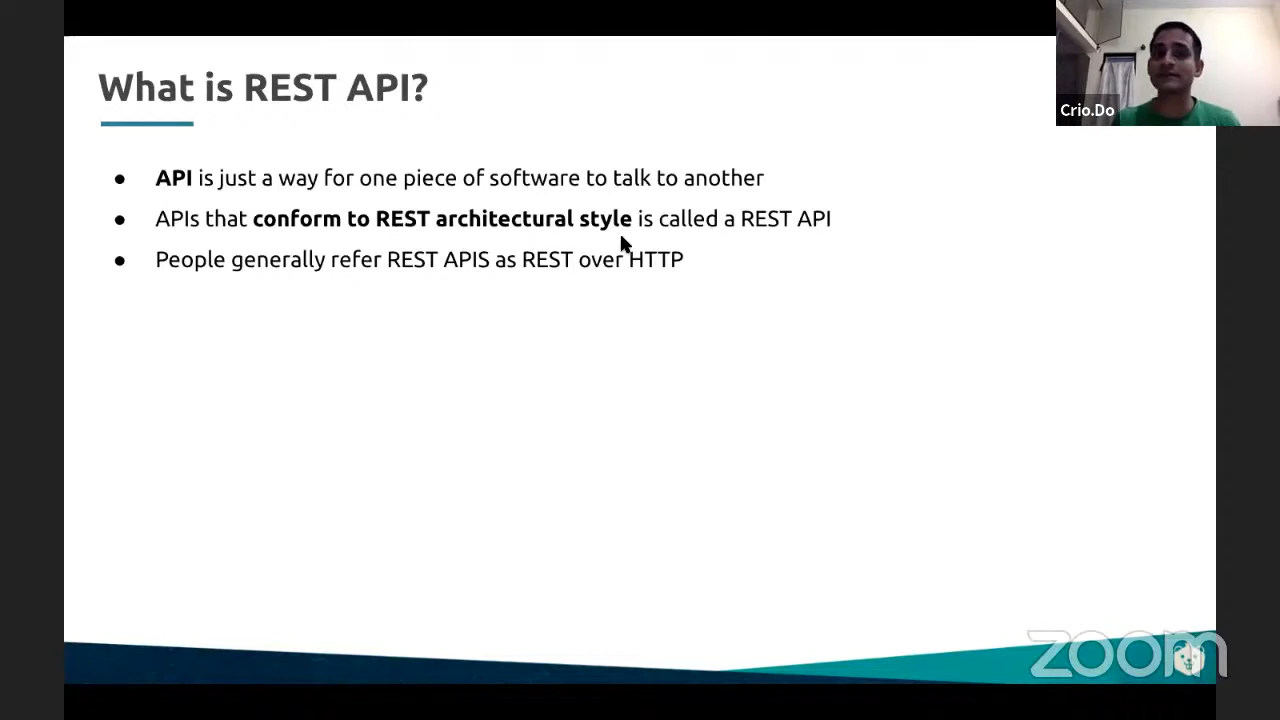 What is REST API?
Crio.Do
● API is just a way for one piece of software to talk to another
● APIs that conform to REST architectural style is called a REST API
● People generally refer REST APIS as REST over HTTP
zoom